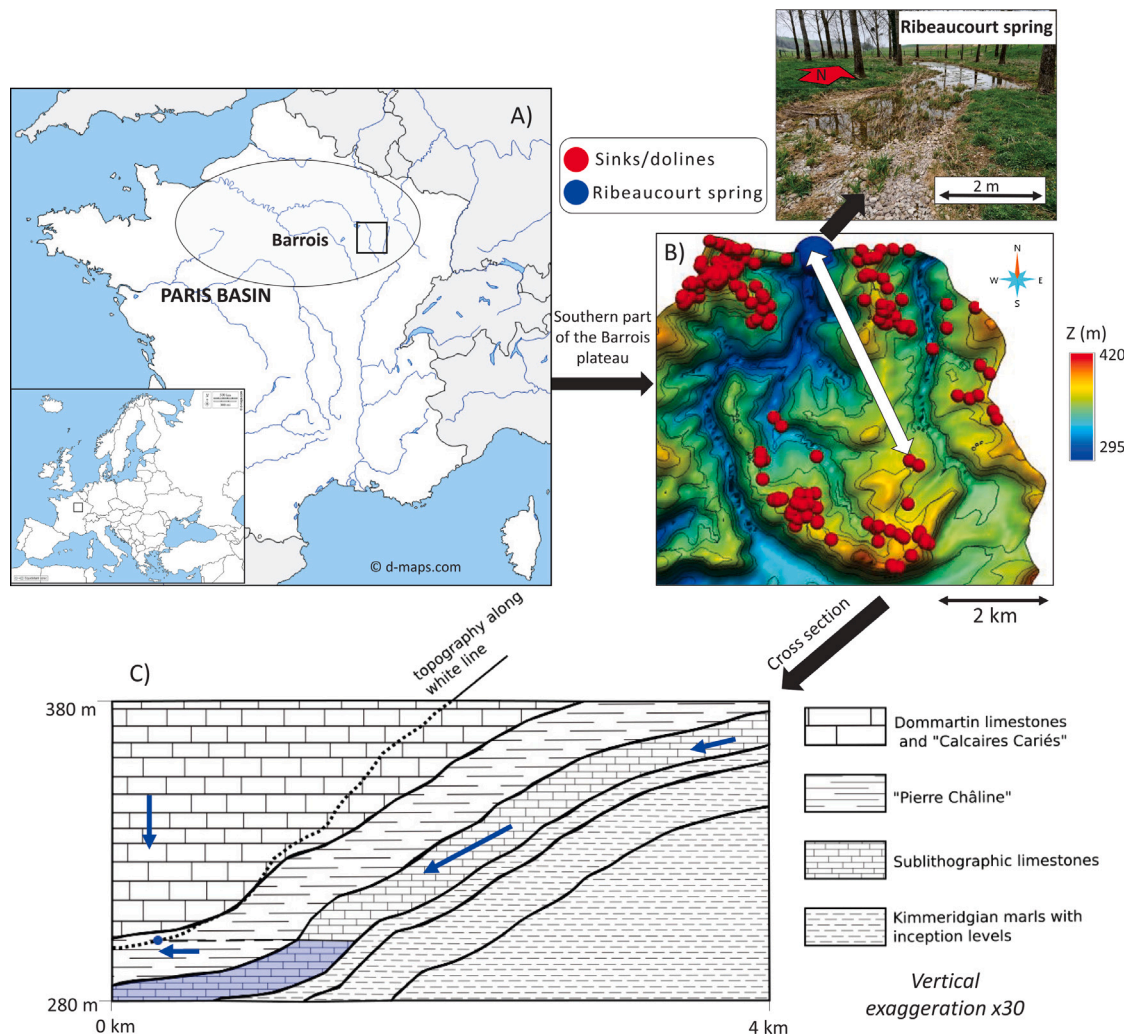 Ribeaucourt spring
N
2 m
A)
Barrois
PARIS BASIN
© d-maps.com
Sinks/dolines
Ribeaucourt spring
Southern part
of the Barrois
plateau
B)
N
W E
S
Z (m)
420
295
2 km
Cross section
C)
topography along
white line
380 m
280 m
0 km
4 km
Dommartin limestones
and "Calcaires Cariés"
"Pierre Châline"
Sublithographic limestones
Kimmeridgian marls with
inception levels
Vertical
exaggeration x30